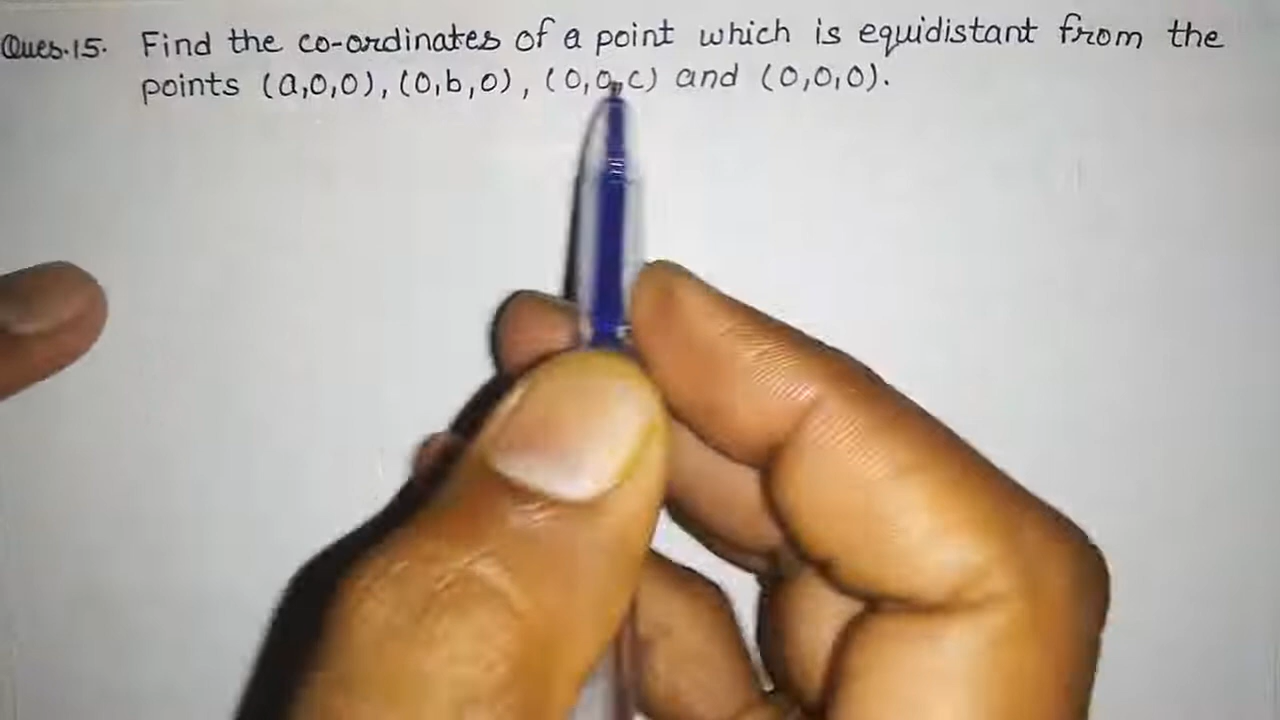 Ques.15. Find the co-ordinates of a point which is equidistant from the
points (a,0,0), (0,b,0), (0,0,c) and (0,0,0).